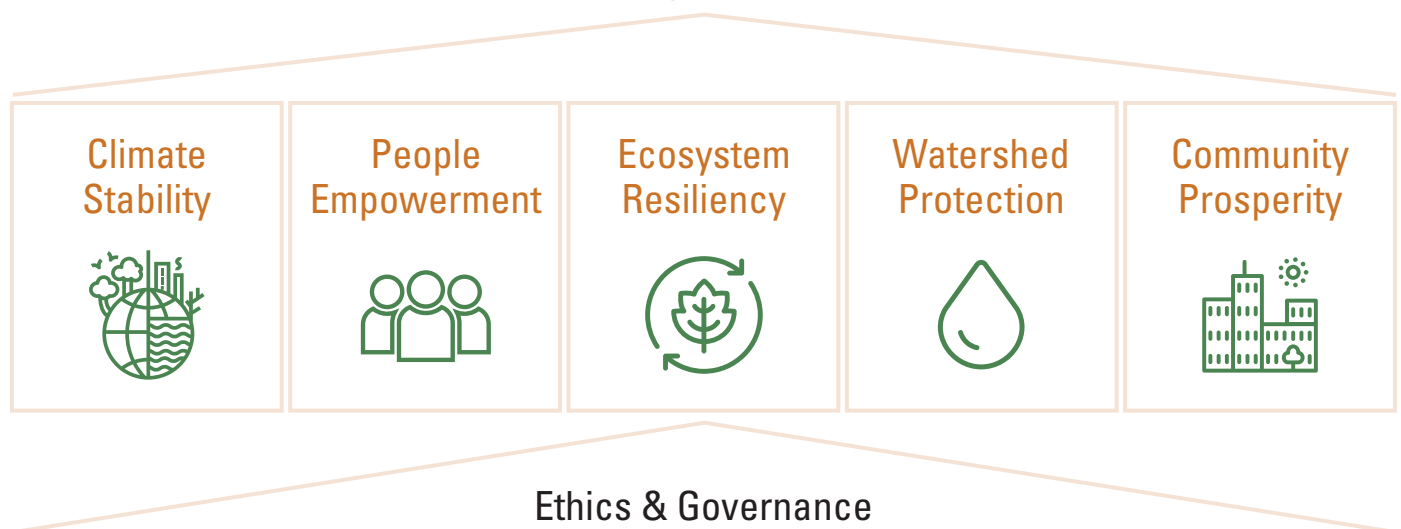 Climate
Stability
People
Empowerment
Ecosystem
Resiliency
Watershed
Protection
Community
Prosperity
Ethics & Governance